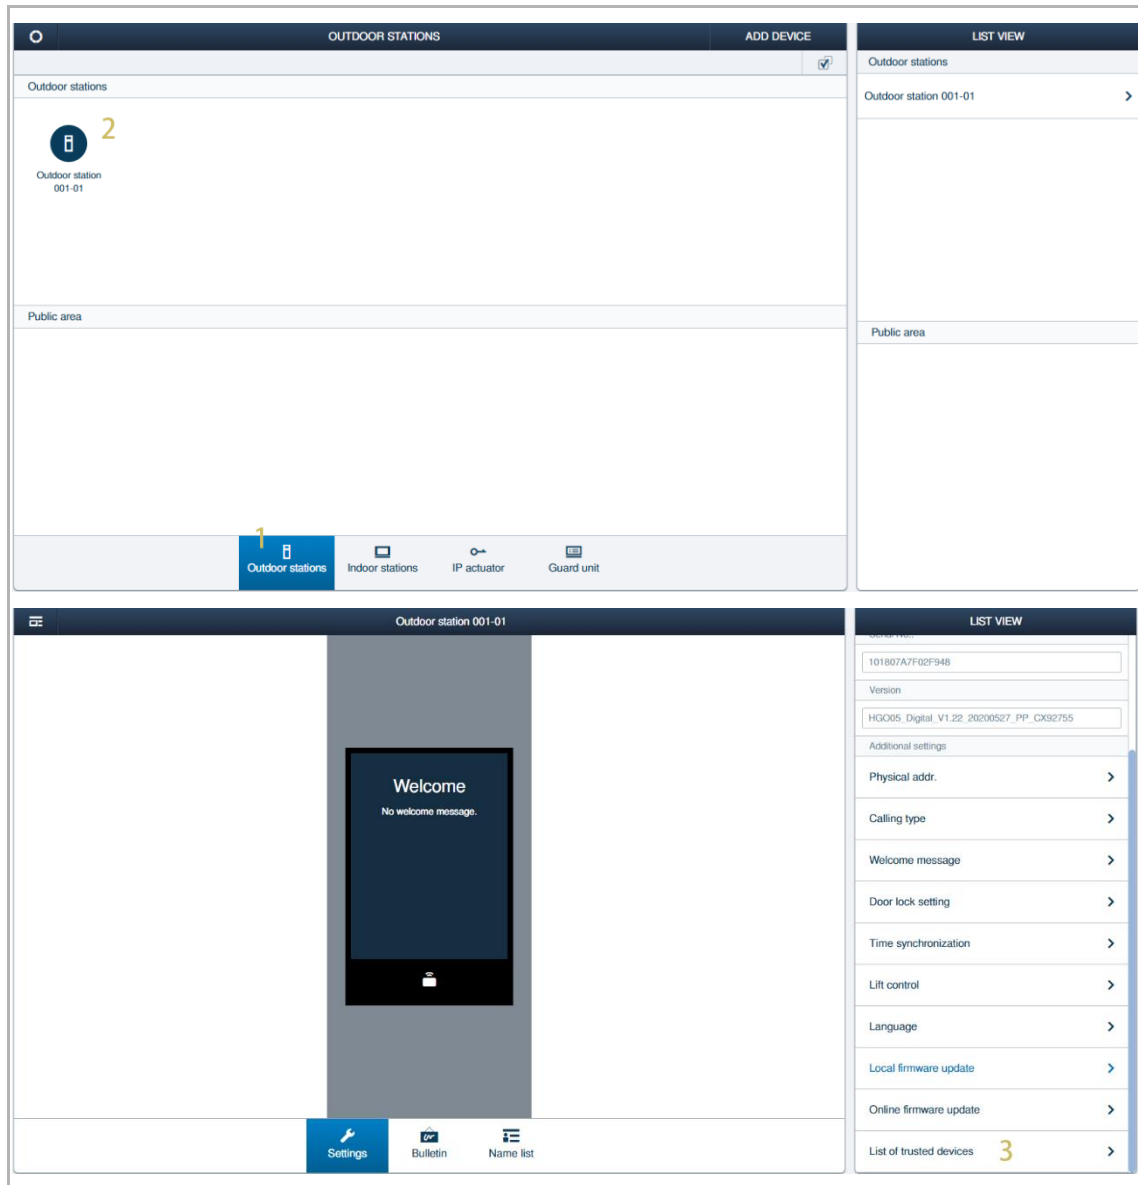 OUTDOOR STATIONS
ADD DEVICE
Outdoor stations
2
Outdoor station
001-01
Public area
1
Outdoor stations
Indoor stations
IP actuator
Guard unit
LIST VIEW
Outdoor stations
Outdoor station 001-01
Public area
Outdoor station 001-01
Welcome
No welcome message.
Settings
Bulletin
Name list
LIST VIEW
Serial No.:
101807A7F02F948
Version
HGO05_Digital_V1.22_20200527_PP_CX92755
Additional settings
Physical addr.
Calling type
Welcome message
Door lock setting
Time synchronization
Lift control
Language
Local firmware update
Online firmware update
List of trusted devices
3